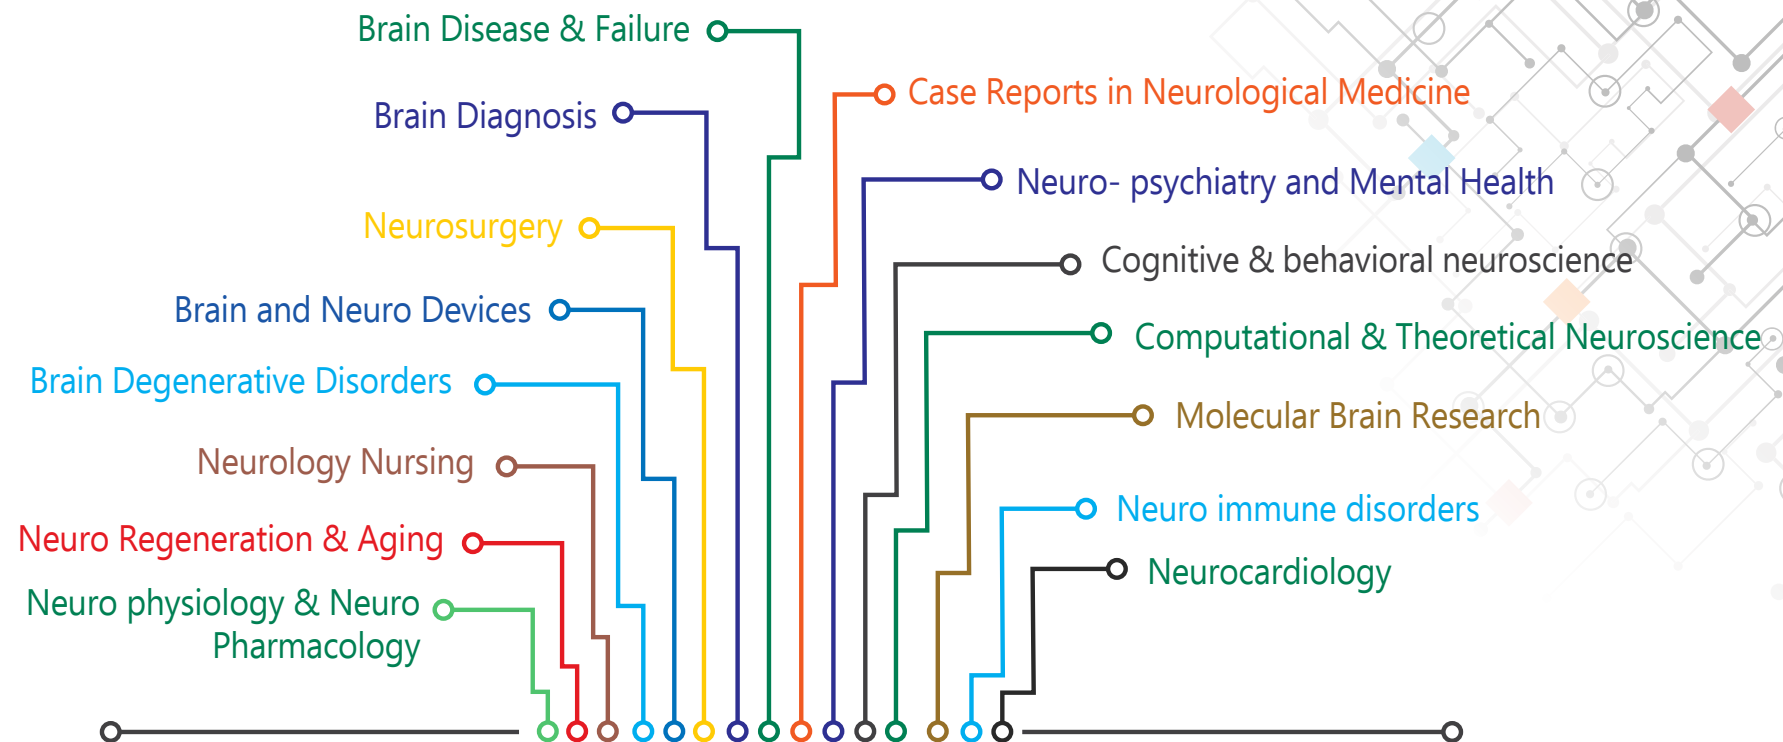 Brain Disease & Failure
Brain Diagnosis
Neurosurgery
Brain and Neuro Devices
Brain Degenerative Disorders
Neurology Nursing
Neuro Regeneration & Aging
Neuro physiology & Neuro
Pharmacology
Case Reports in Neurological Medicine
Neuro- psychiatry and Mental Health
Cognitive & behavioral neuroscience
Computational & Theoretical Neuroscience
Molecular Brain Research
Neuro immune disorders
Neurocardiology